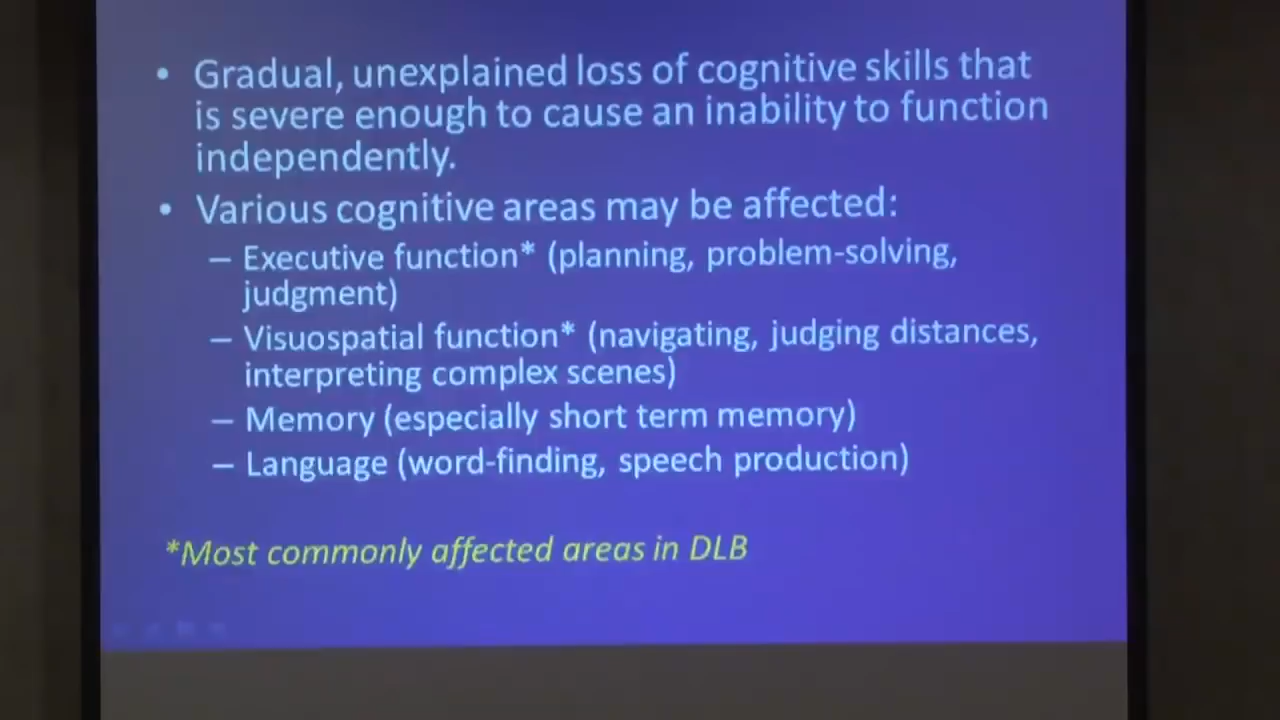 • Gradual, unexplained loss of cognitive skills that
is severe enough to cause an inability to function
independently.
• Various cognitive areas may be affected:
– Executive function* (planning, problem-solving,
judgment)
– Visuospatial function* (navigating, judging distances,
interpreting complex scenes)
– Memory (especially short term memory)
– Language (word-finding, speech production)
*Most commonly affected areas in DLB